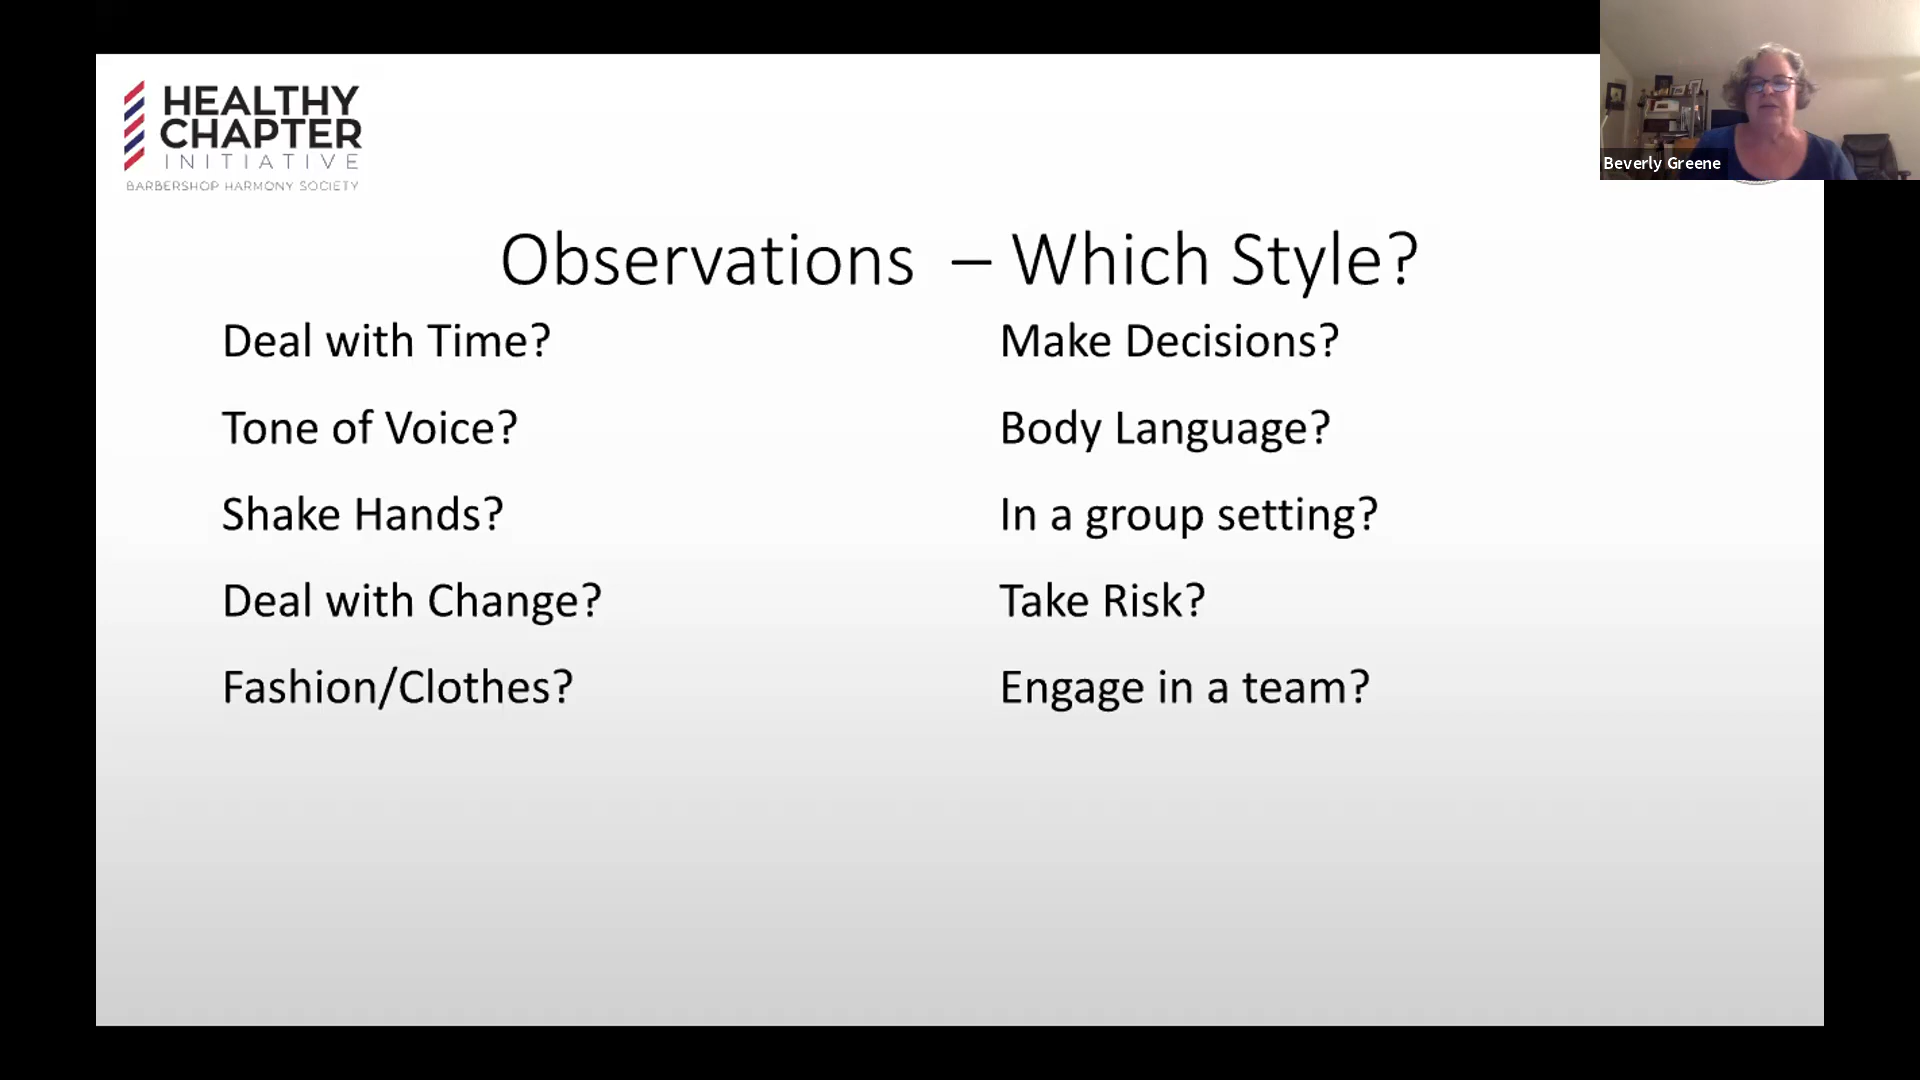 HEALTHY
CHAPTER
INITIATIVE
BARBERSHOP HARMONY SOCIETY
Beverly Greene
Observations – Which Style?
Deal with Time?
Tone of Voice?
Shake Hands?
Deal with Change?
Fashion/Clothes?
Make Decisions?
Body Language?
In a group setting?
Take Risk?
Engage in a team?